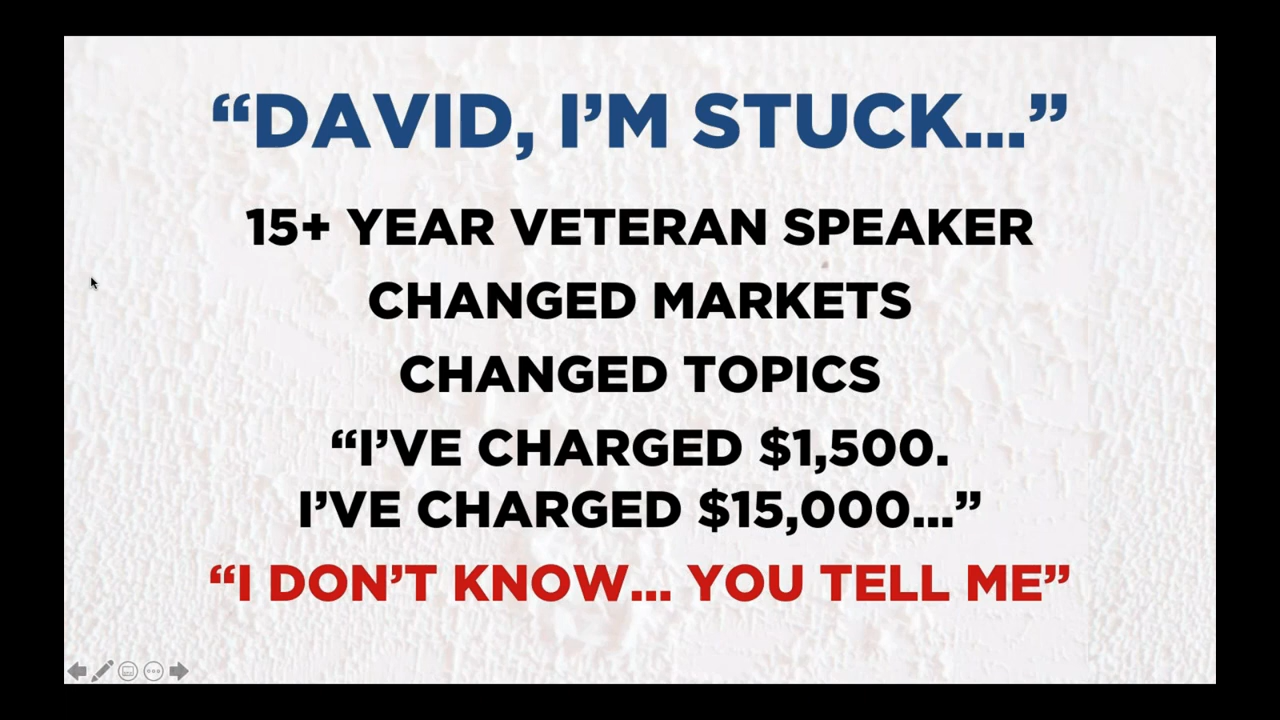 “DAVID, I’M STUCK...”
15+ YEAR VETERAN SPEAKER
CHANGED MARKETS
CHANGED TOPICS
“I’VE CHARGED $1,500.
I’VE CHARGED $15,000...”
“I DON’T KNOW... YOU TELL ME”